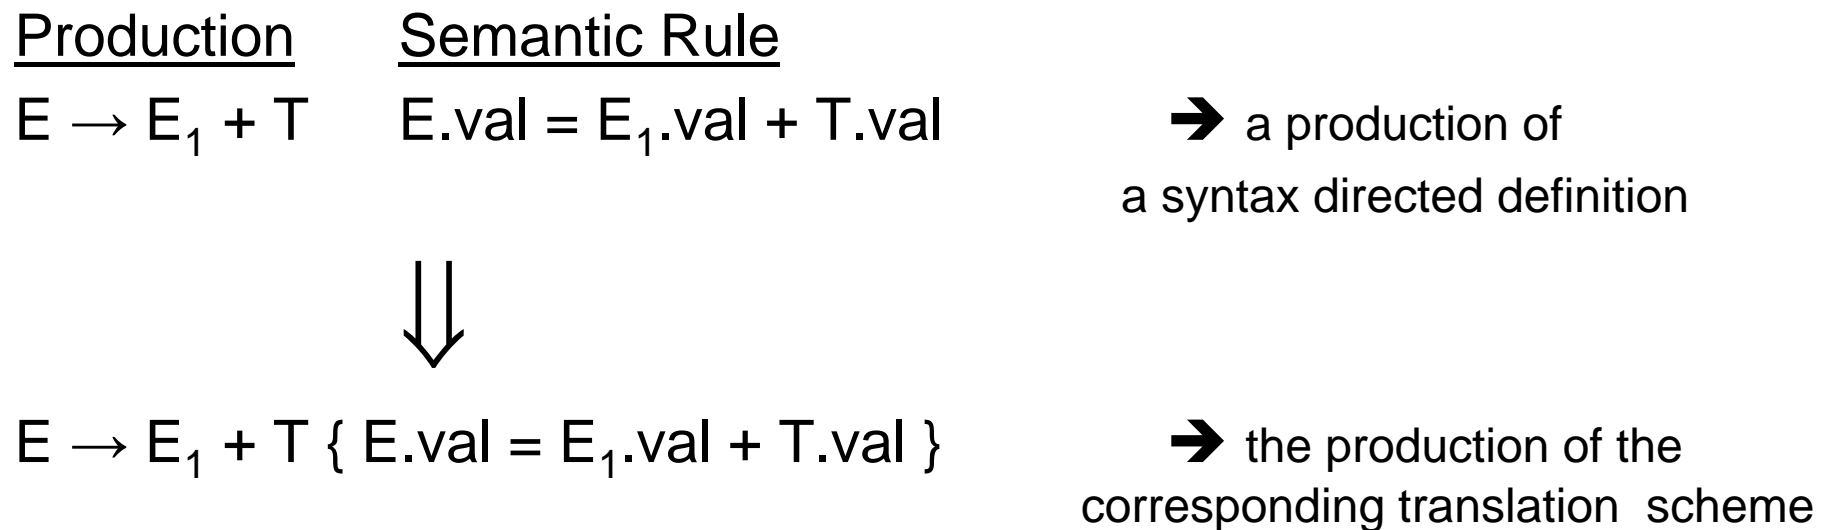 Production Semantic Rule
E → E₁ + T E.val = E₁.val + T.val ➔ a production of
a syntax directed definition
⇓
E → E₁ + T { E.val = E₁.val + T.val } ➔ the production of the
corresponding translation scheme